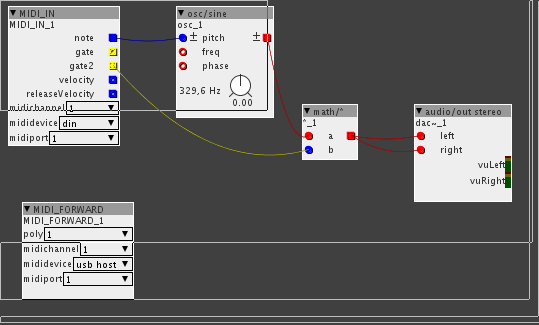 MIDI_IN
MIDI_IN_1
note
gate
gate2
velocity
releaseVelocity
midichannel 1
mididevice din
midiport 1
osc/sine
osc_1
± pitch ±
freq
phase
329,6 Hz
0.00
math/*
*_1
a
b
audio/out stereo
dac~_1
left
right
vuLeft
vuRight
MIDI_FORWARD
MIDI_FORWARD_1
poly 1
midichannel 1
mididevice usb host
midiport 1